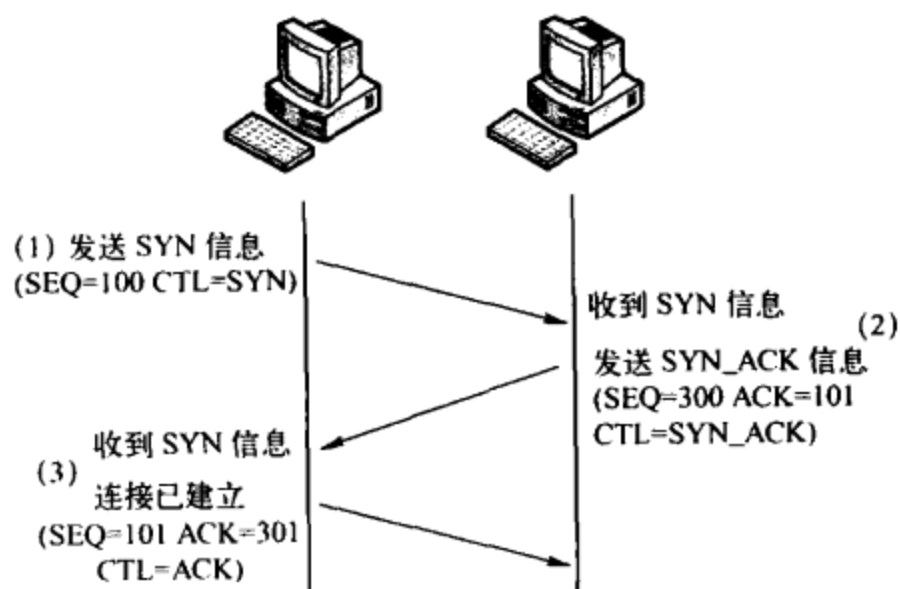 (1) 发送 SYN 信息
(SEQ=100 CTL=SYN)
收到 SYN 信息
(2)
发送 SYN_ACK 信息
(SEQ=300 ACK=101
CTL=SYN_ACK)
收到 SYN 信息
(3)
连接已建立
(SEQ=101 ACK=301
CTL=ACK)